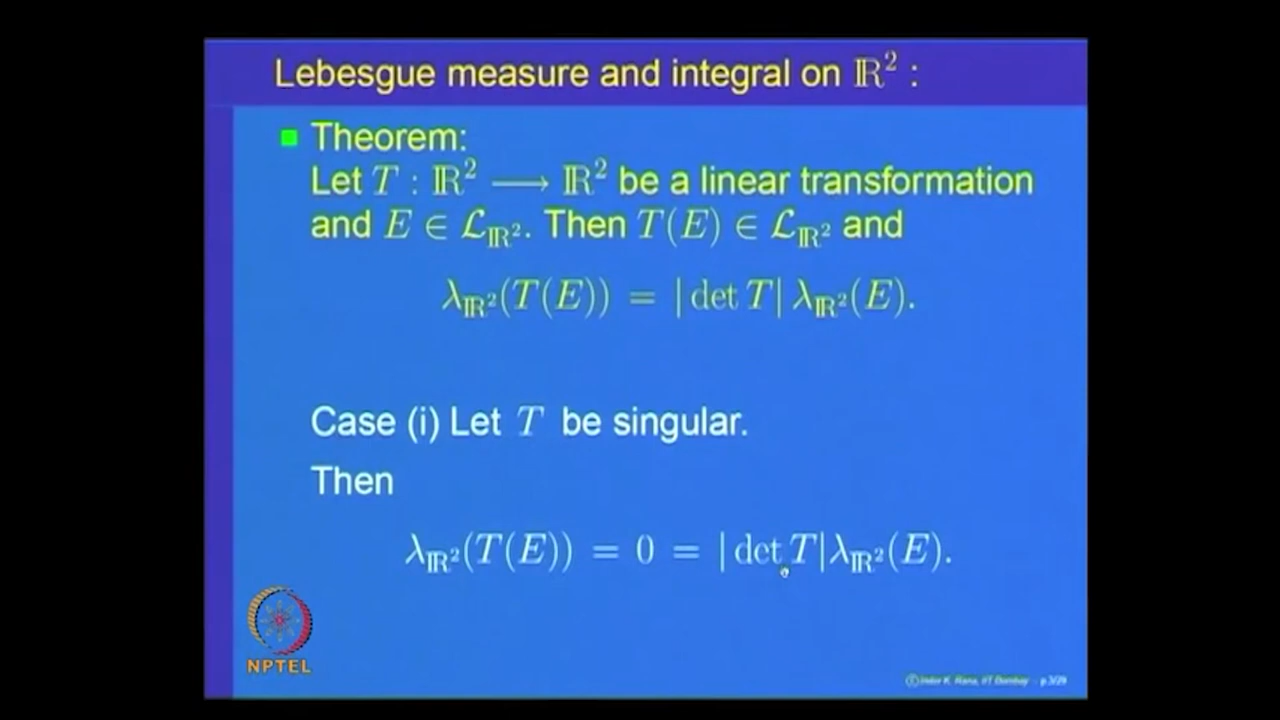 Lebesgue measure and integral on ℝ² :
Theorem:
Let T : ℝ² ⟶ ℝ² be a linear transformation
and E ∈ 𝓛_ℝ². Then T(E) ∈ 𝓛_ℝ² and
λ_ℝ²(T(E)) = | det T| λ_ℝ²(E).
Case (i) Let T be singular.
Then
λ_ℝ²(T(E)) = 0 = | det T|λ_ℝ²(E).
NPTEL
© Inder K. Rana, IIT Bombay - p.3/29